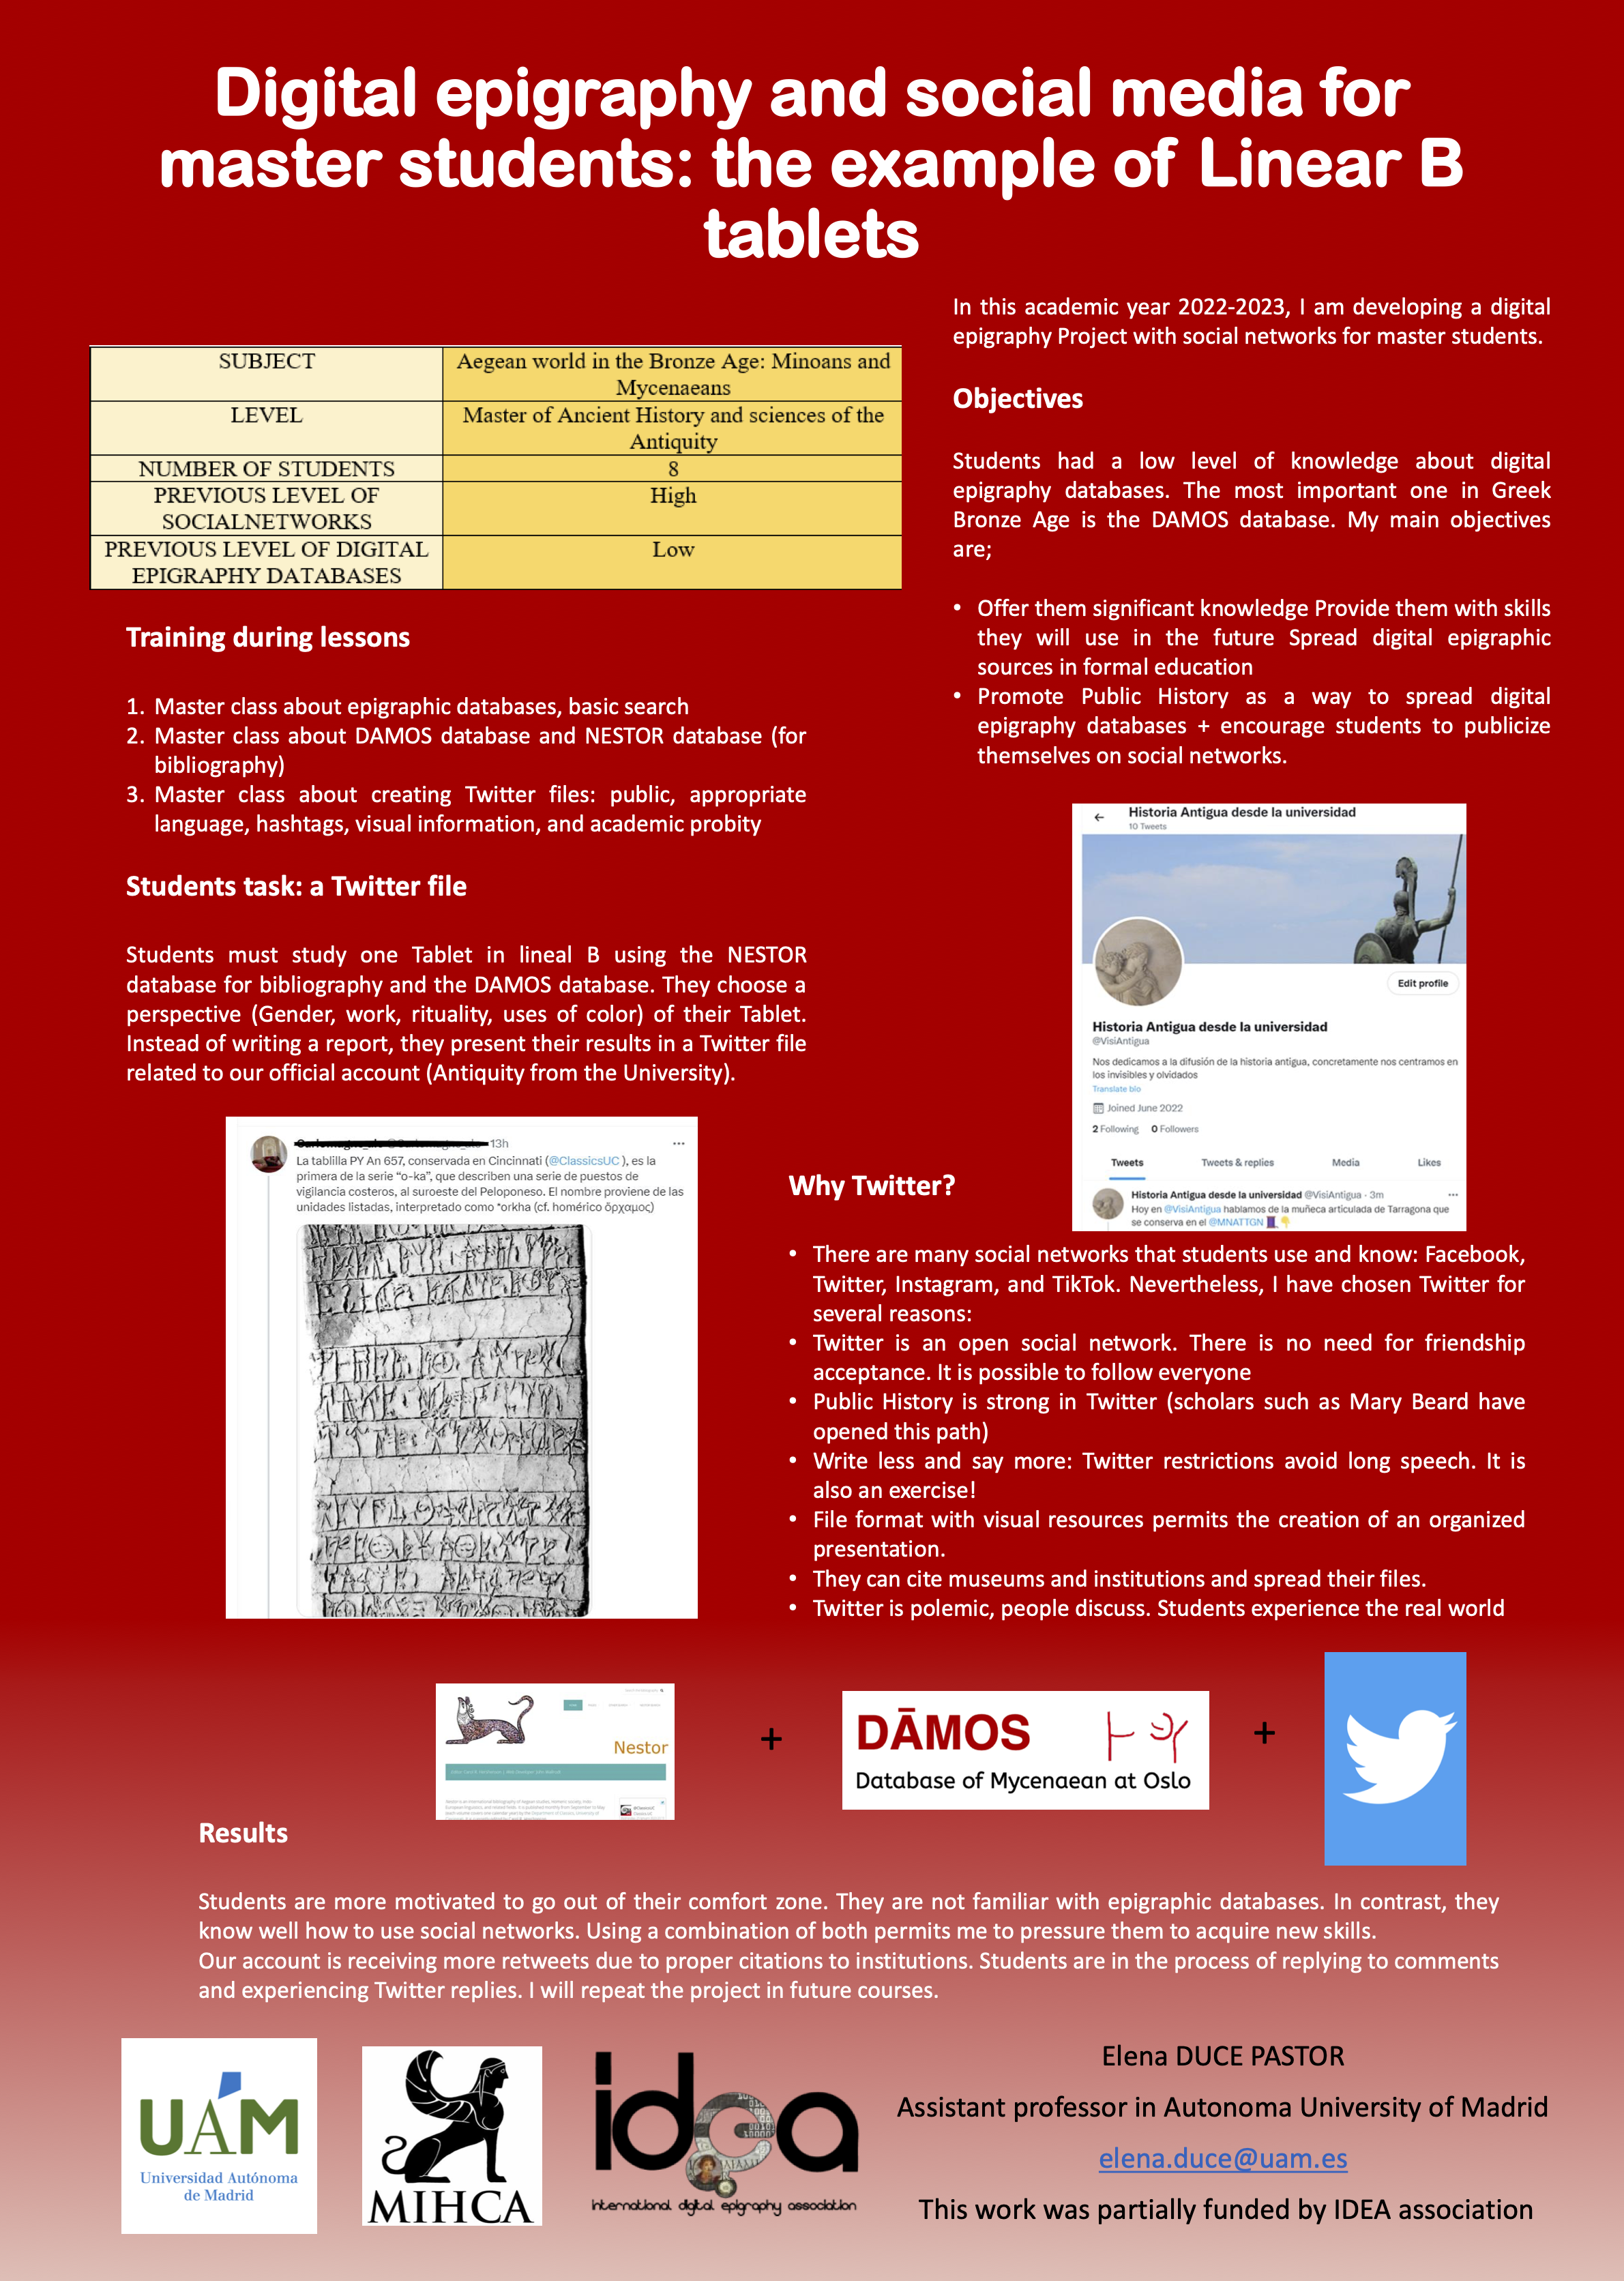 Digital epigraphy and social media for
master students: the example of Linear B
tablets
SUBJECT
Aegean world in the Bronze Age: Minoans and
Mycenaeans
LEVEL
Master of Ancient History and sciences of the
Antiquity
NUMBER OF STUDENTS
8
PREVIOUS LEVEL OF
SOCIALNETWORKS
High
PREVIOUS LEVEL OF DIGITAL
EPIGRAPHY DATABASES
Low
In this academic year 2022-2023, I am developing a digital
epigraphy Project with social networks for master students.
Objectives
Students had a low level of knowledge about digital
epigraphy databases. The most important one in Greek
Bronze Age is the DAMOS database. My main objectives
are;
• Offer them significant knowledge Provide them with skills
they will use in the future Spread digital epigraphic
sources in formal education
• Promote Public History as a way to spread digital
epigraphy databases + encourage students to publicize
themselves on social networks.
Training during lessons
1. Master class about epigraphic databases, basic search
2. Master class about DAMOS database and NESTOR database (for
bibliography)
3. Master class about creating Twitter files: public, appropriate
language, hashtags, visual information, and academic probity
Students task: a Twitter file
Students must study one Tablet in lineal B using the NESTOR
database for bibliography and the DAMOS database. They choose a
perspective (Gender, work, rituality, uses of color) of their Tablet.
Instead of writing a report, they present their results in a Twitter file
related to our official account (Antiquity from the University).
Historia Antigua desde la universidad
10 Tweets
Edit profile
Historia Antigua desde la universidad
@VisiAntigua
Nos dedicamos a la difusión de la historia antigua, concretamente nos centramos en
los invisibles y olvidados
Translate bio
Joined June 2022
2 Following 0 Followers
Tweets Tweets & replies Media Likes
Historia Antigua desde la universidad @VisiAntigua · 3m
Hoy en @VisiAntigua hablamos de la muñeca articulada de Tarragona que
se conserva en el @MNATTGN
13h
La tablilla PY An 657, conservada en Cincinnati (@ClassicsUC ), es la
primera de la serie “o-ka”, que describen una serie de puestos de
vigilancia costeros, al suroeste del Peloponeso. El nombre proviene de las
unidades listadas, interpretado como *orkha (cf. homérico ὄρχαμος)
Why Twitter?
• There are many social networks that students use and know: Facebook,
Twitter, Instagram, and TikTok. Nevertheless, I have chosen Twitter for
several reasons:
• Twitter is an open social network. There is no need for friendship
acceptance. It is possible to follow everyone
• Public History is strong in Twitter (scholars such as Mary Beard have
opened this path)
• Write less and say more: Twitter restrictions avoid long speech. It is
also an exercise!
• File format with visual resources permits the creation of an organized
presentation.
• They can cite museums and institutions and spread their files.
• Twitter is polemic, people discuss. Students experience the real world
Nestor
+
DĀMOS
Database of Mycenaean at Oslo
+
Results
Students are more motivated to go out of their comfort zone. They are not familiar with epigraphic databases. In contrast, they
know well how to use social networks. Using a combination of both permits me to pressure them to acquire new skills.
Our account is receiving more retweets due to proper citations to institutions. Students are in the process of replying to comments
and experiencing Twitter replies. I will repeat the project in future courses.
UAM
Universidad Autónoma
de Madrid
MIHCA
idea
international digital epigraphy association
Elena DUCE PASTOR
Assistant professor in Autonoma University of Madrid
elena.duce@uam.es
This work was partially funded by IDEA association